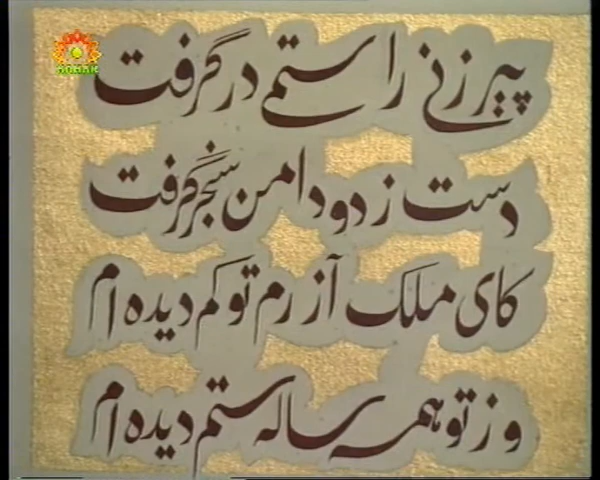 پیرزنی را ستمی درگرفت
دست زد و دامن سنجر گرفت
کای ملک آزرم تو کم دیده ام
وز تو همه ساله ستم دیده ام